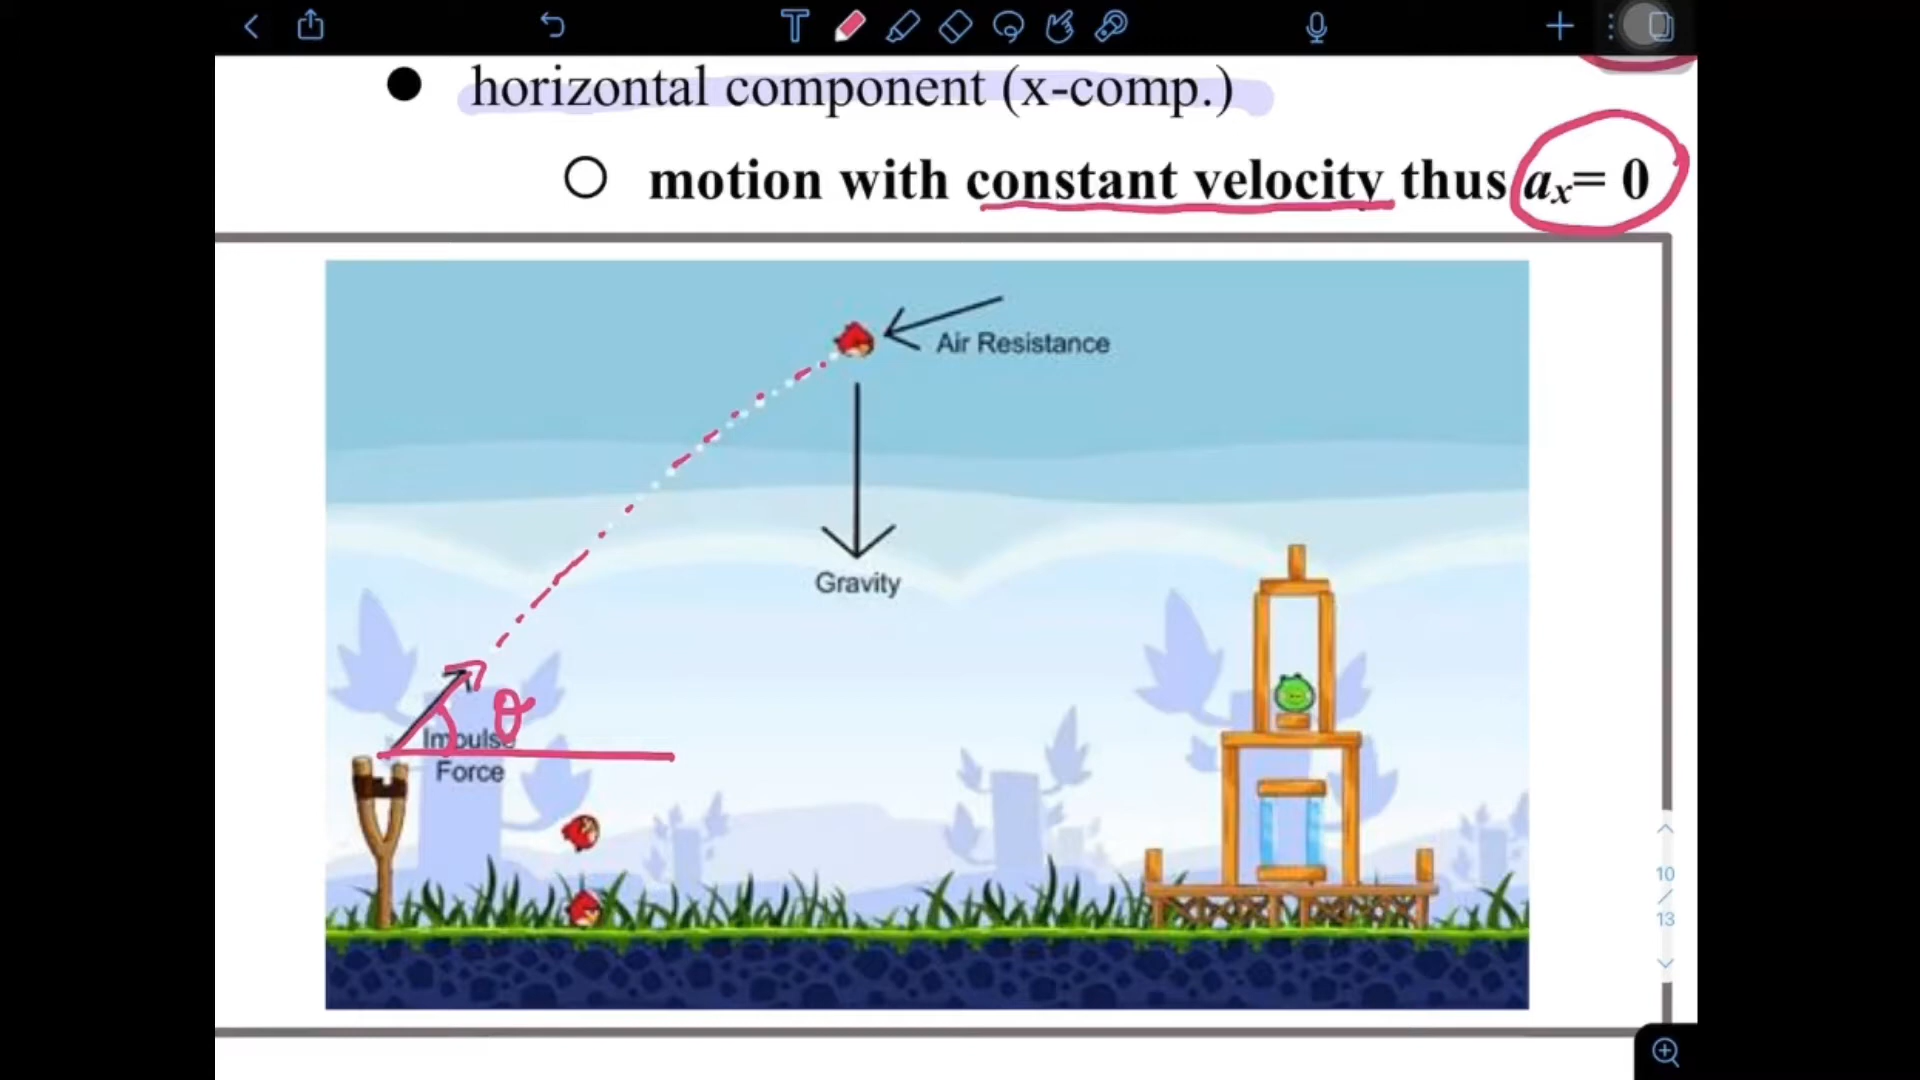 ● horizontal component (x-comp.)
○ motion with constant velocity thus aₓ= 0
Air Resistance
Gravity
θ
Impulse
Force
10
/
13